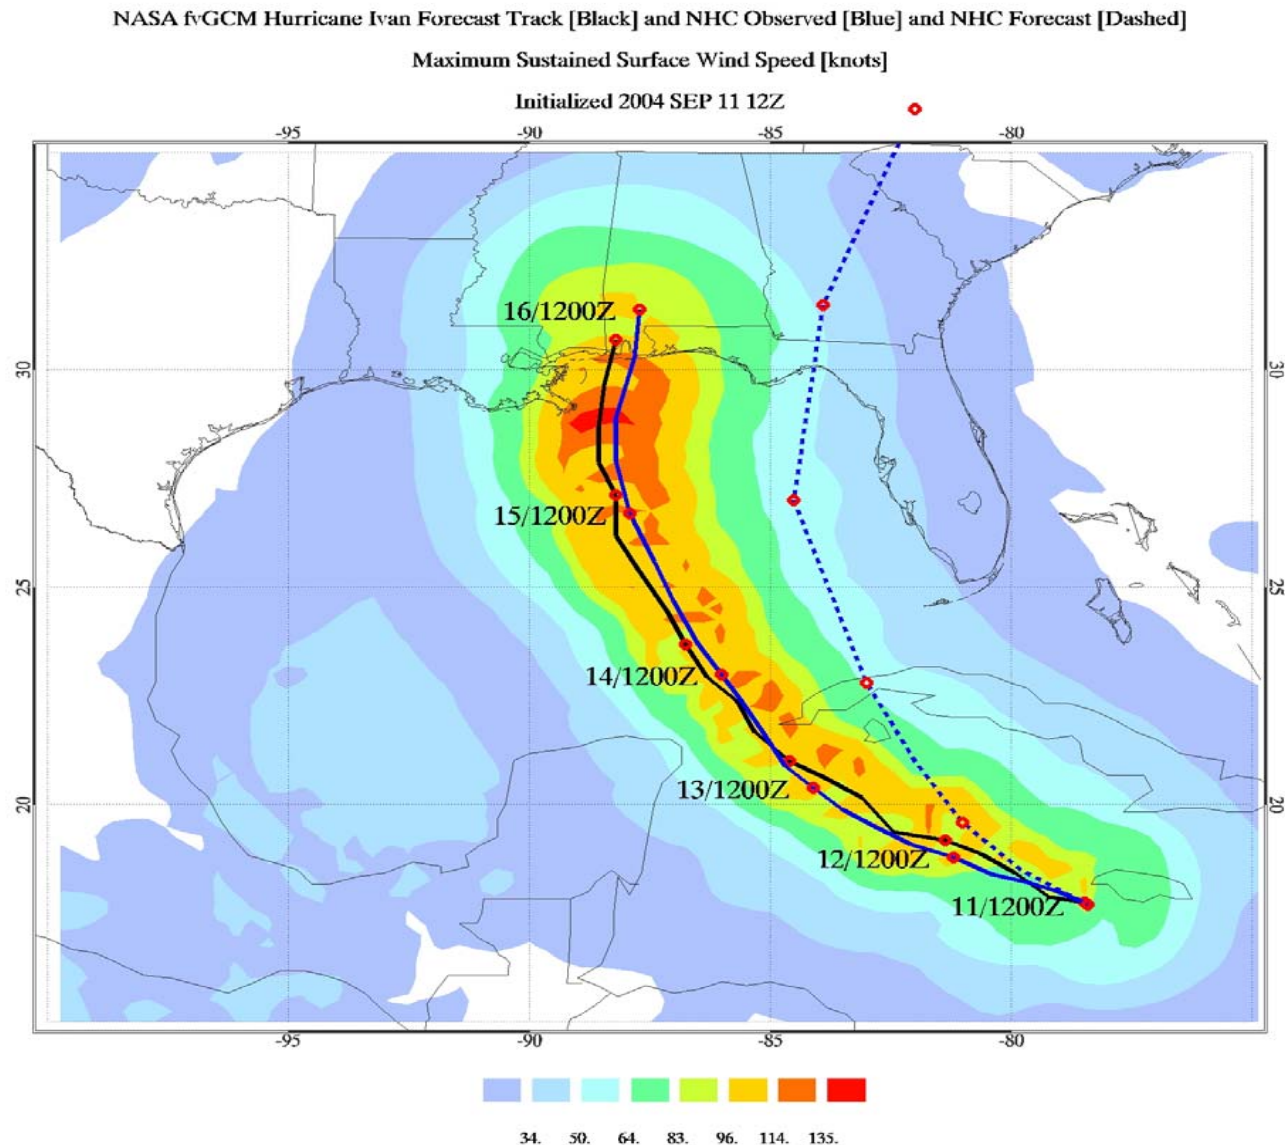 NASA fvGCM Hurricane Ivan Forecast Track [Black] and NHC Observed [Blue] and NHC Forecast [Dashed]
Maximum Sustained Surface Wind Speed [knots]
Initialized 2004 SEP 11 12Z
-95 -90 -85 -80
16/1200Z
30 30
15/1200Z
25 25
14/1200Z
13/1200Z
20 20
12/1200Z
11/1200Z
-95 -90 -85 -80
34. 50. 64. 83. 96. 114. 135.